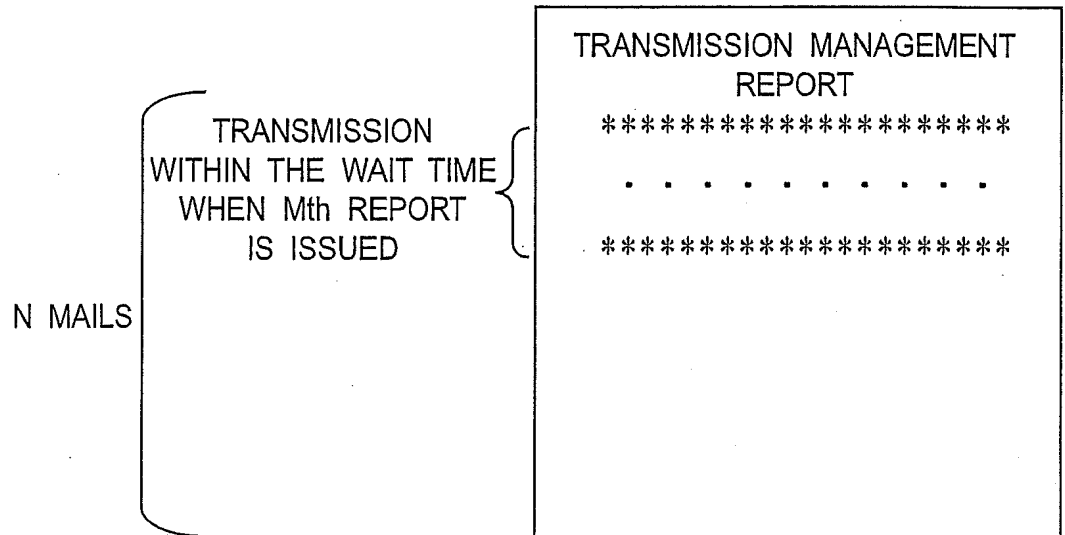 TRANSMISSION MANAGEMENT
REPORT
*********************
TRANSMISSION
WITHIN THE WAIT TIME
WHEN Mth REPORT
IS ISSUED
. . . . . . . . . .
*********************
N MAILS